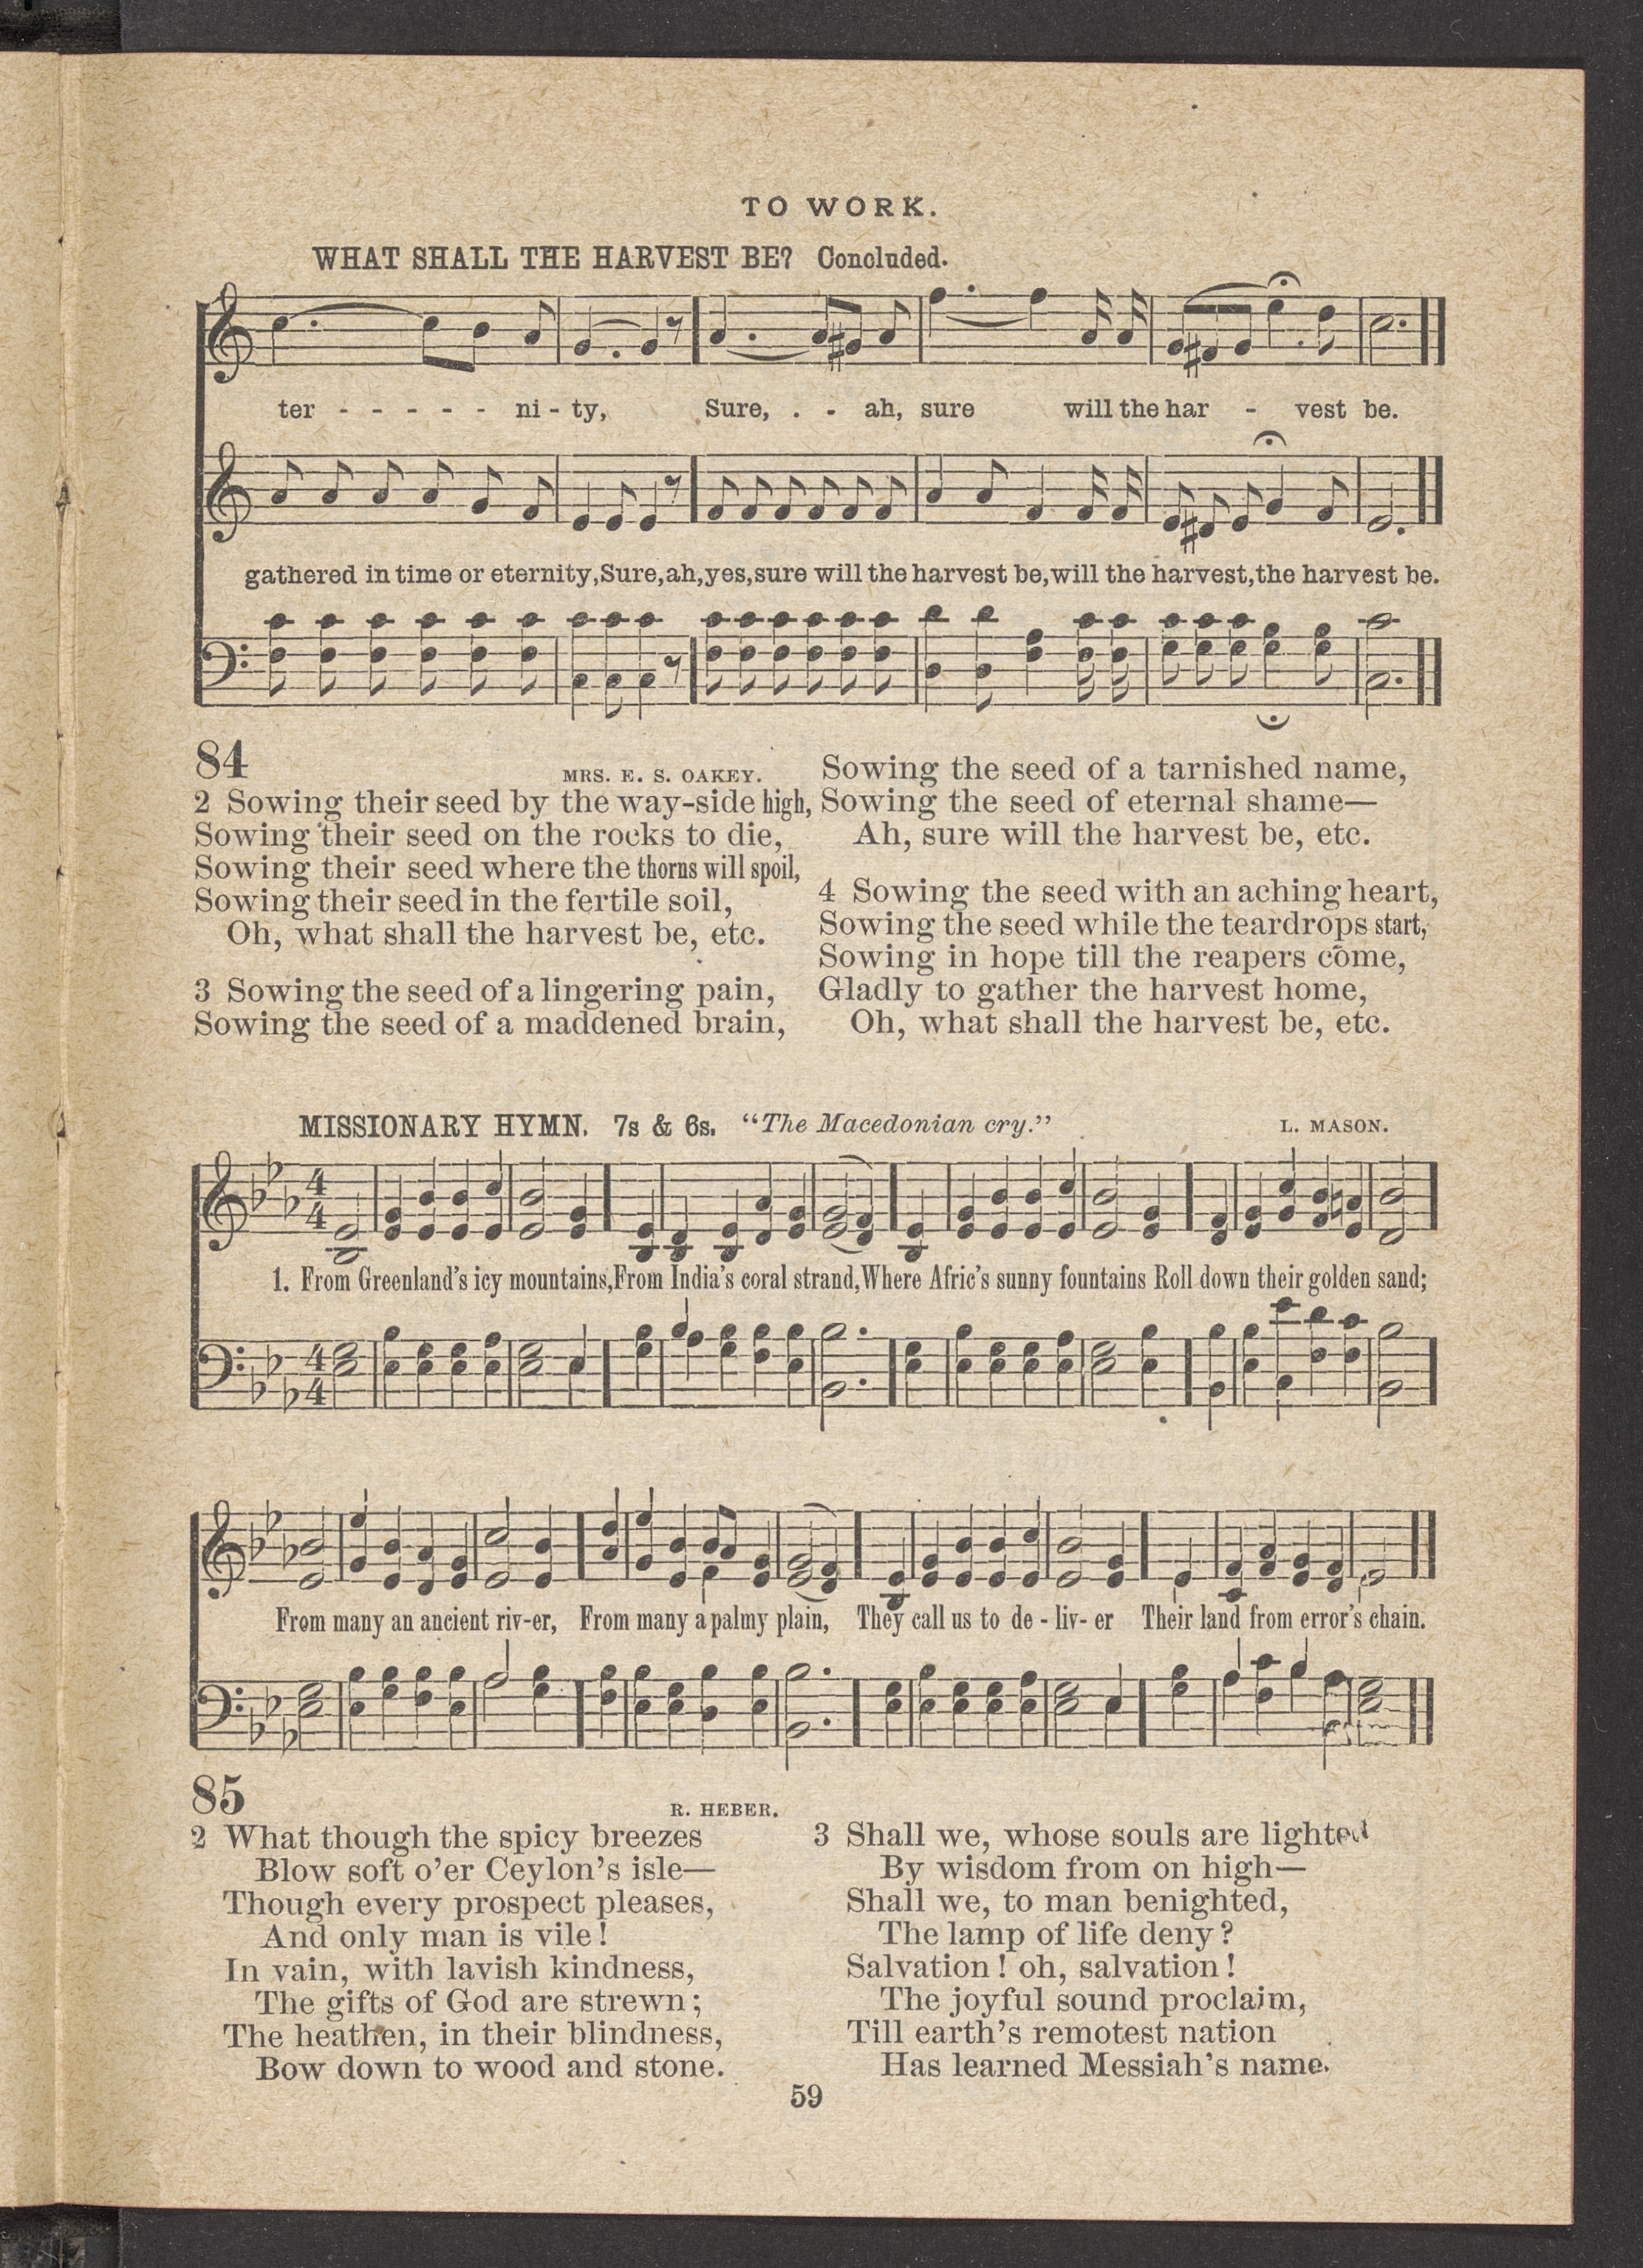 TO WORK.
WHAT SHALL THE HARVEST BE? Concluded.
ter - - - - - ni - ty, Sure, . - ah, sure will the har - vest be.
gathered in time or eternity, Sure, ah, yes, sure will the harvest be, will the harvest, the harvest be.
84
MRS. E. S. OAKEY.
2 Sowing their seed by the way-side high,
Sowing their seed on the rocks to die,
Sowing their seed where the thorns will spoil,
Sowing their seed in the fertile soil,
Oh, what shall the harvest be, etc.
3 Sowing the seed of a lingering pain,
Sowing the seed of a maddened brain,
Sowing the seed of a tarnished name,
Sowing the seed of eternal shame—
Ah, sure will the harvest be, etc.
4 Sowing the seed with an aching heart,
Sowing the seed while the teardrops start,
Sowing in hope till the reapers come,
Gladly to gather the harvest home,
Oh, what shall the harvest be, etc.
MISSIONARY HYMN. 7s & 6s. "The Macedonian cry." L. MASON.
4
4
1. From Greenland's icy mountains, From India's coral strand, Where Afric's sunny fountains Roll down their golden sand;
4
4
From many an ancient riv-er, From many a palmy plain, They call us to de - liv- er Their land from error's chain.
85
R. HEBER.
2 What though the spicy breezes
Blow soft o'er Ceylon's isle—
Though every prospect pleases,
And only man is vile!
In vain, with lavish kindness,
The gifts of God are strewn;
The heathen, in their blindness,
Bow down to wood and stone.
3 Shall we, whose souls are lighted
By wisdom from on high—
Shall we, to man benighted,
The lamp of life deny?
Salvation! oh, salvation!
The joyful sound proclaim,
Till earth's remotest nation
Has learned Messiah's name.
59